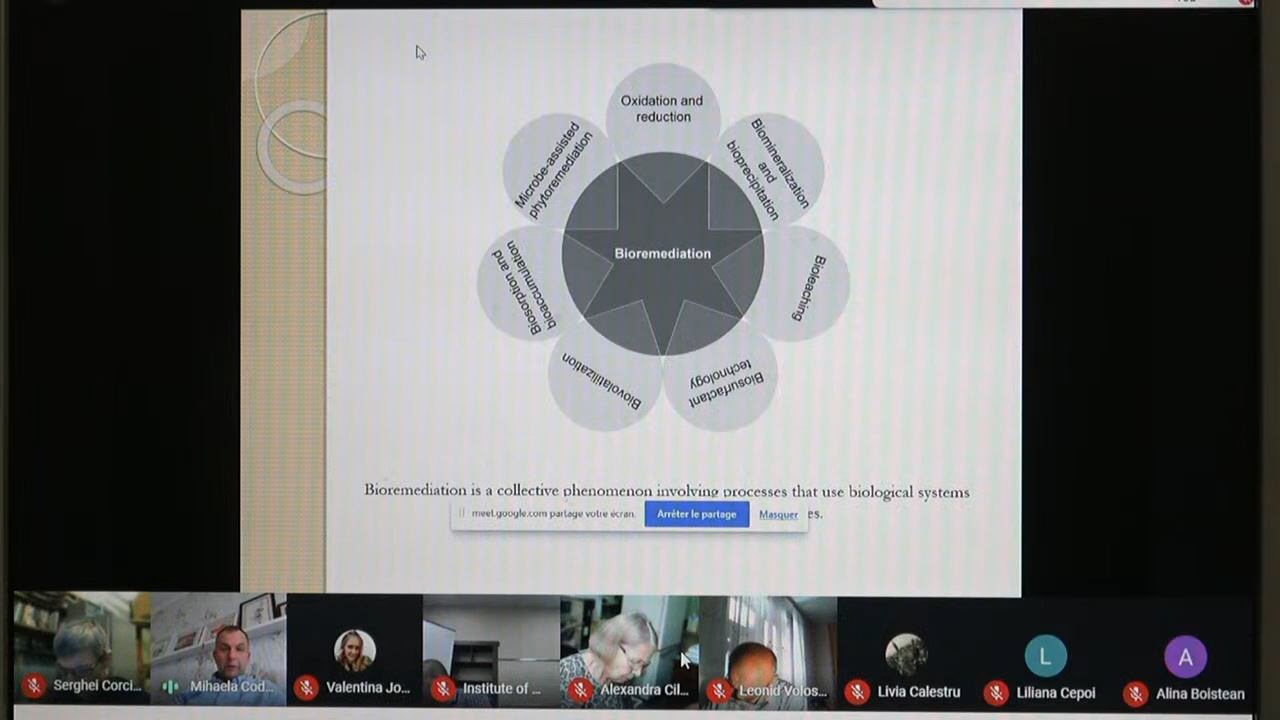 Oxidation and
reduction
Biomineralization
and
bioprecipitation
Microbe-assisted
phytoremediation
Bioremediation
Biosorption and
bioaccumulation
Bioleaching
Biovolatilization
Biosurfactant
technology
Bioremediation is a collective phenomenon involving processes that use biological systems
es.
meet.google.com partage votre écran.
Arrêter le partage
Masquer
Serghei Corci...
Mihaela Cod...
Valentina Jo...
Institute of ...
Alexandra Cil...
Leonid Volos...
Livia Calestru
L
Liliana Cepoi
A
Alina Boistean